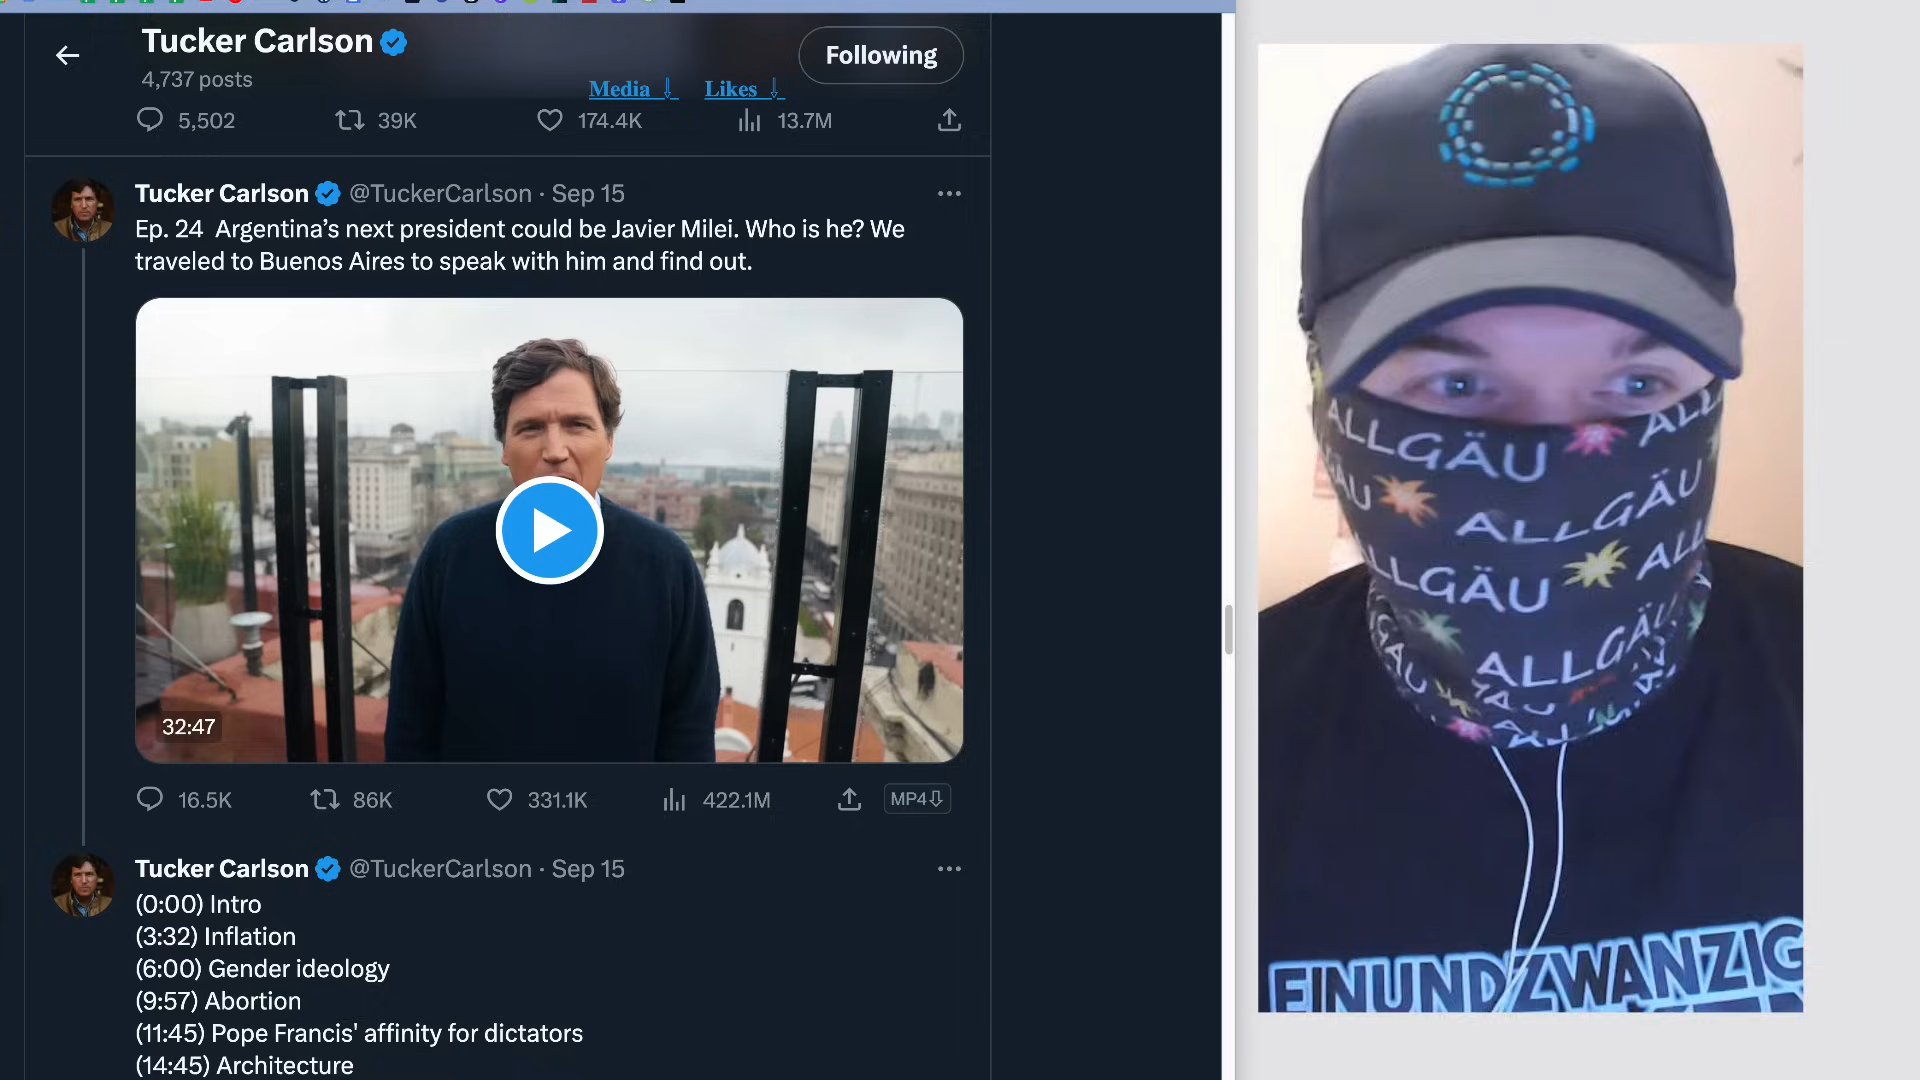 Tucker Carlson
4,737 posts
Following
Media ⇩
Likes ⇩
5,502
39K
174.4K
13.7M
Tucker Carlson @TuckerCarlson · Sep 15
Ep. 24 Argentina’s next president could be Javier Milei. Who is he? We
traveled to Buenos Aires to speak with him and find out.
32:47
16.5K
86K
331.1K
422.1M
MP4⇩
Tucker Carlson @TuckerCarlson · Sep 15
(0:00) Intro
(3:32) Inflation
(6:00) Gender ideology
(9:57) Abortion
(11:45) Pope Francis' affinity for dictators
(14:45) Architecture
ALLGÄU
ALLGÄU
ALLGÄU
ALLGÄU
EINUNDZWANZIG